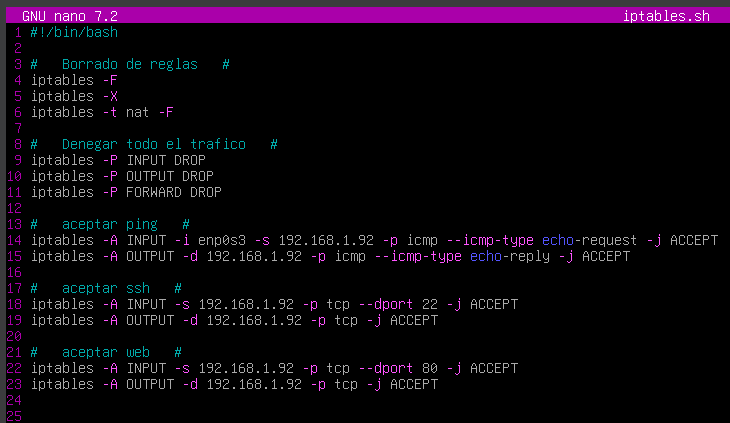 GNU nano 7.2 iptables.sh
1 #!/bin/bash
2
3 # Borrado de reglas #
4 iptables -F
5 iptables -X
6 iptables -t nat -F
7
8 # Denegar todo el trafico #
9 iptables -P INPUT DROP
10 iptables -P OUTPUT DROP
11 iptables -P FORWARD DROP
12
13 # aceptar ping #
14 iptables -A INPUT -i enp0s3 -s 192.168.1.92 -p icmp --icmp-type echo-request -j ACCEPT
15 iptables -A OUTPUT -d 192.168.1.92 -p icmp --icmp-type echo-reply -j ACCEPT
16
17 # aceptar ssh #
18 iptables -A INPUT -s 192.168.1.92 -p tcp --dport 22 -j ACCEPT
19 iptables -A OUTPUT -d 192.168.1.92 -p tcp -j ACCEPT
20
21 # aceptar web #
22 iptables -A INPUT -s 192.168.1.92 -p tcp --dport 80 -j ACCEPT
23 iptables -A OUTPUT -d 192.168.1.92 -p tcp -j ACCEPT
24
25